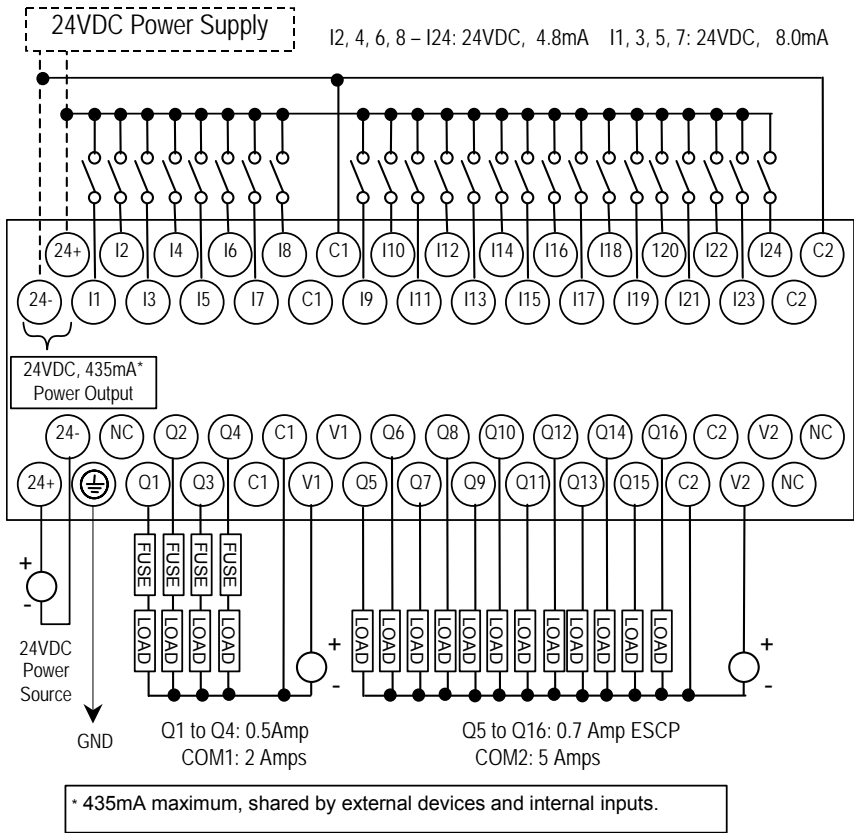 24VDC Power Supply
I2, 4, 6, 8 – I24: 24VDC, 4.8mA I1, 3, 5, 7: 24VDC, 8.0mA
24+ I2 I4 I6 I8 C1 I10 I12 I14 I16 I18 120 I22 I24 C2
24- I1 I3 I5 I7 C1 I9 I11 I13 I15 I17 I19 I21 I23 C2
24VDC, 435mA*
Power Output
24- NC Q2 Q4 C1 V1 Q6 Q8 Q10 Q12 Q14 Q16 C2 V2 NC
24+ Q1 Q3 C1 V1 Q5 Q7 Q9 Q11 Q13 Q15 C2 V2 NC
FUSE FUSE FUSE FUSE
+
-
LOAD LOAD LOAD LOAD
+
-
LOAD LOAD LOAD LOAD LOAD LOAD LOAD LOAD LOAD LOAD LOAD LOAD
+
-
24VDC
Power
Source
GND
Q1 to Q4: 0.5Amp
COM1: 2 Amps
Q5 to Q16: 0.7 Amp ESCP
COM2: 5 Amps
* 435mA maximum, shared by external devices and internal inputs.